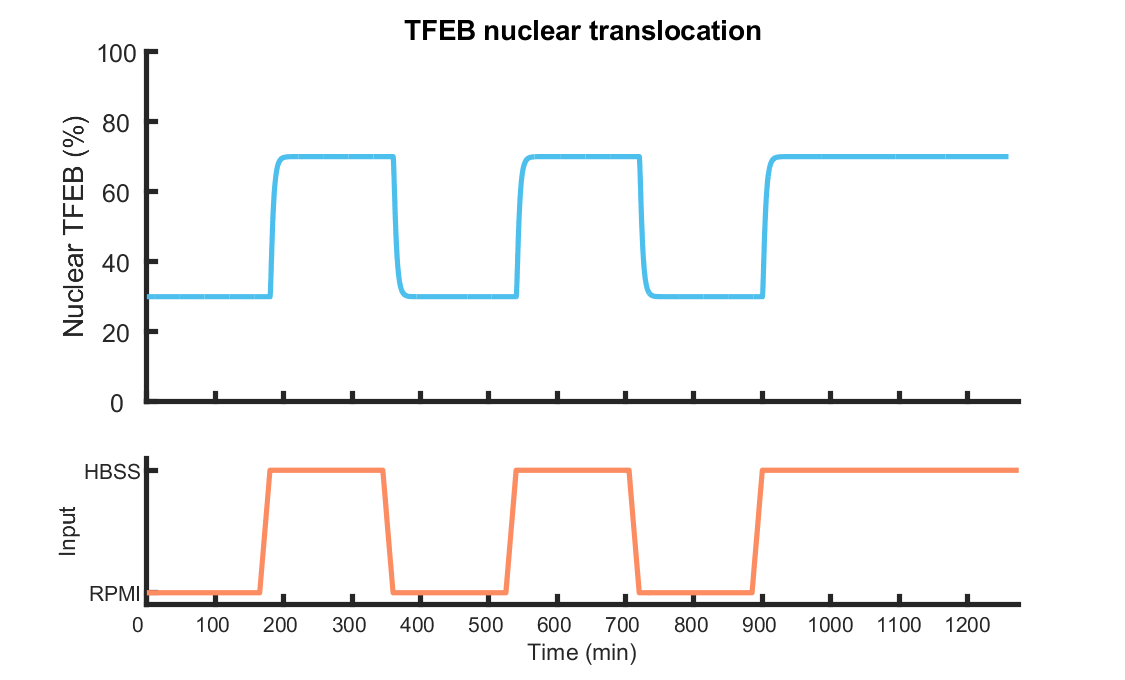 TFEB nuclear translocation
100
80
60
40
20
0
Nuclear TFEB (%)
HBSS
RPMI
Input
0 100 200 300 400 500 600 700 800 900 1000 1100 1200
Time (min)